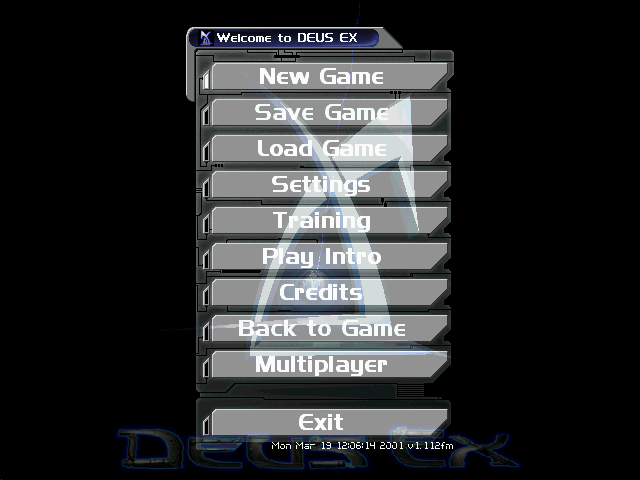 Welcome to DEUS EX
New Game
Save Game
Load Game
Settings
Training
Play Intro
Credits
Back to Game
Multiplayer
Exit
Mon Mar 19 12:06:14 2001 v1.112fm
DEUS EX